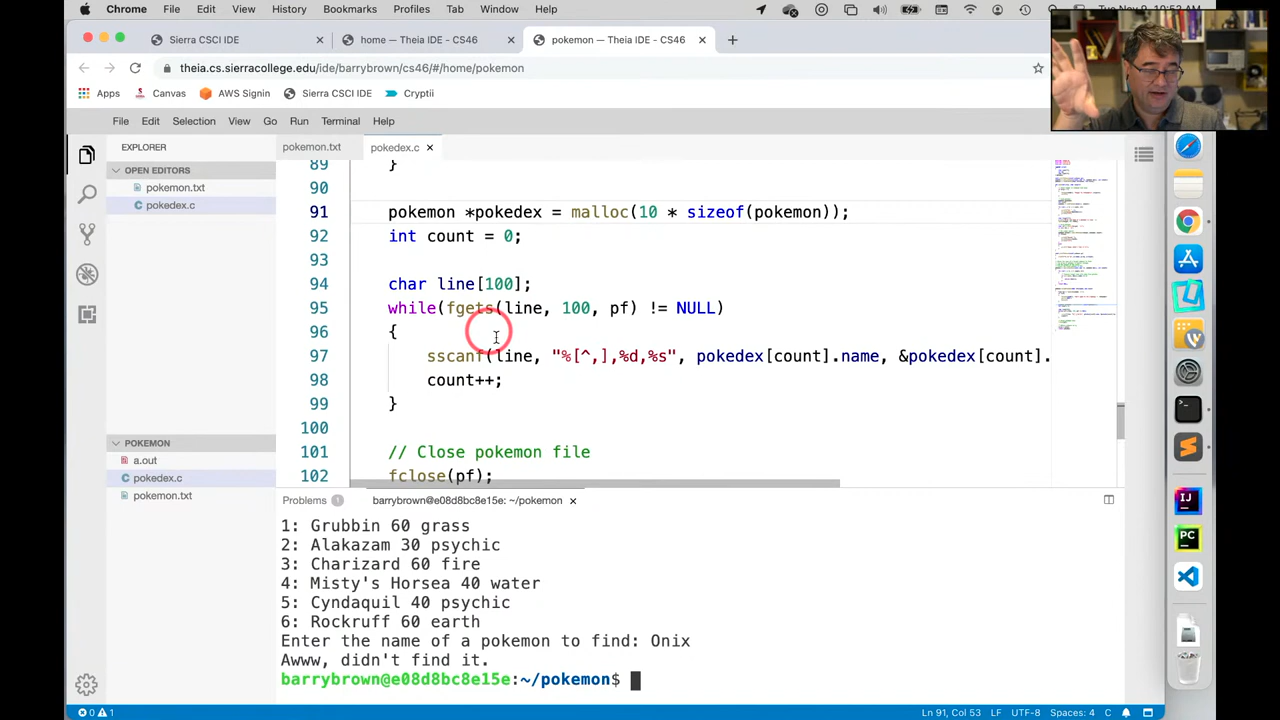 Chrome File Edit View History Bookmarks Profiles Tab Window Help
Sierra CSCI IDE × — Theia IDE - CS46 pokemon — Theia IDE - CS46 × +
theia.cs.sierracollege.edu
Apps Canvas AWS Signin Sierra CSCI IDE Cryptii
File Edit Selection View Go Run Terminal Help
EXPLORER
OPEN EDITORS
pokemon.txt
pokedex.c
POKEMON
a.out
pokedex.c
pokemon.txt
pokemon.txt pokedex.c ×
89 }
90
91 pokemon *pokedex = malloc(10 * sizeof(pokemon));
92 int count = 0;
93
94 char line[100];
95 while(fgets(line, 100, pf) != NULL)
96
97 sscanf(line, "%[^,],%d,%s", pokedex[count].name, &pokedex[count].
98 count++;
99 }
100
101 // Close pokemon file
102 fclose(pf);
Problems 1 barrybrown@e08d8bc8e15e: ~/pokemon ×
1: Grubbin 60 grass
2: Alakazam 30 psychic
3: Charizard 60 fire
4: Misty's Horsea 40 water
5: Cyndaquil 40 psychic
6: Rockruff 60 earth
Enter the name of a pokemon to find: Onix
Awww, didn't find it.
barrybrown@e08d8bc8e15e:~/pokemon$
0 1 Ln 91, Col 53 LF UTF-8 Spaces: 4 C
IJ
PC